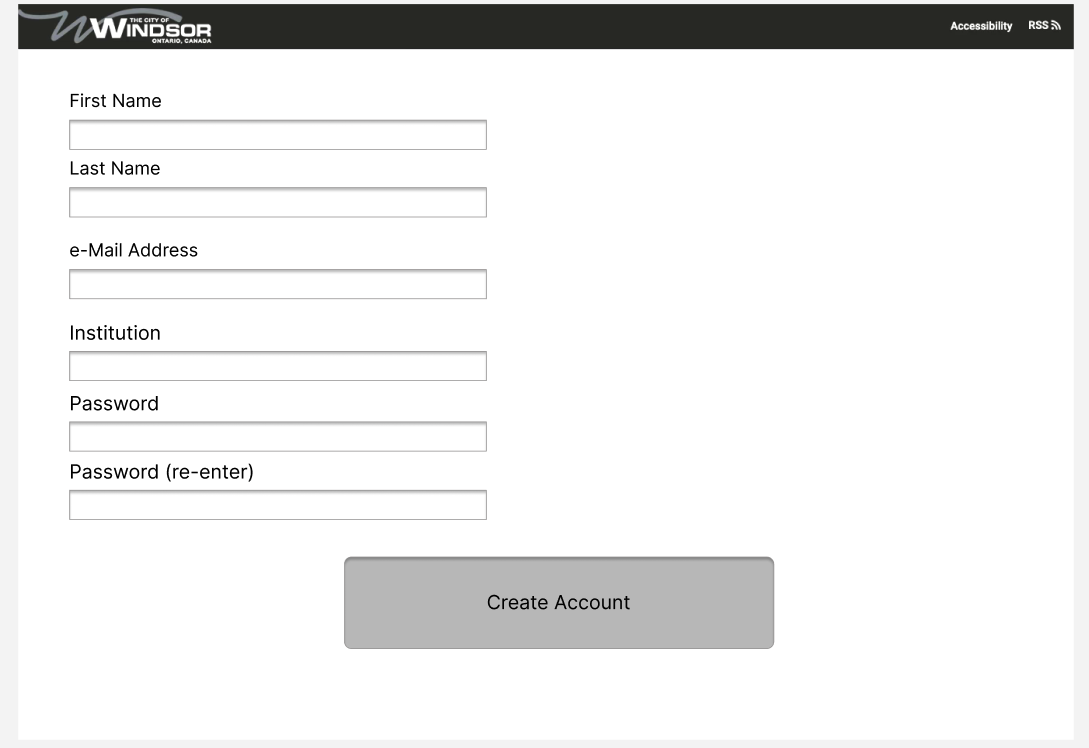 THE CITY OF
WINDSOR
ONTARIO, CANADA
Accessibility RSS
First Name
Last Name
e-Mail Address
Institution
Password
Password (re-enter)
Create Account